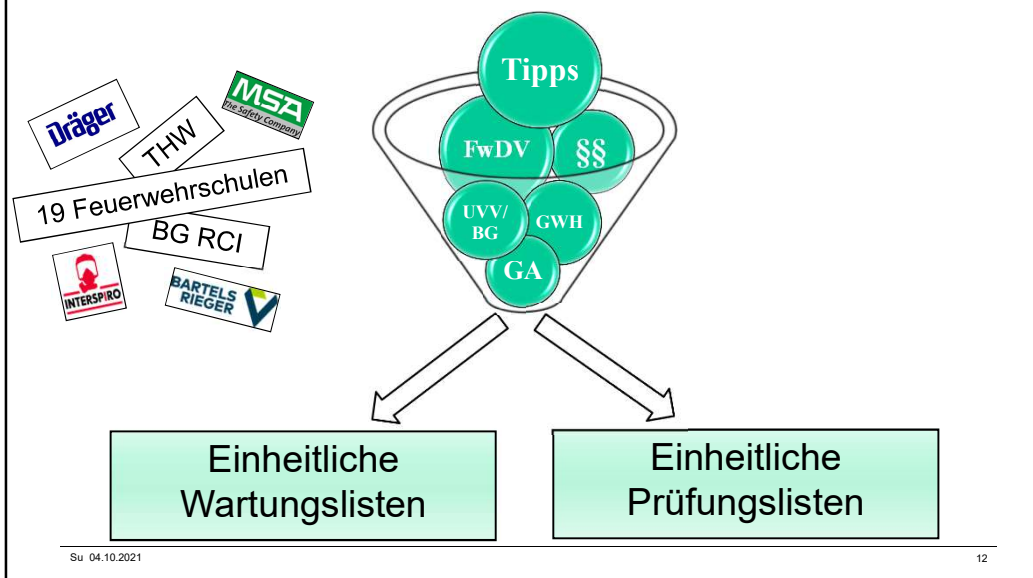 Dräger
MSA
The Safety Company
THW
19 Feuerwehrschulen
BG RCI
INTERSPIRO
BARTELS
RIEGER
Tipps
FwDV
§§
UVV/
BG
GWH
GA
Einheitliche
Wartungslisten
Einheitliche
Prüfungslisten
Su 04.10.2021
12